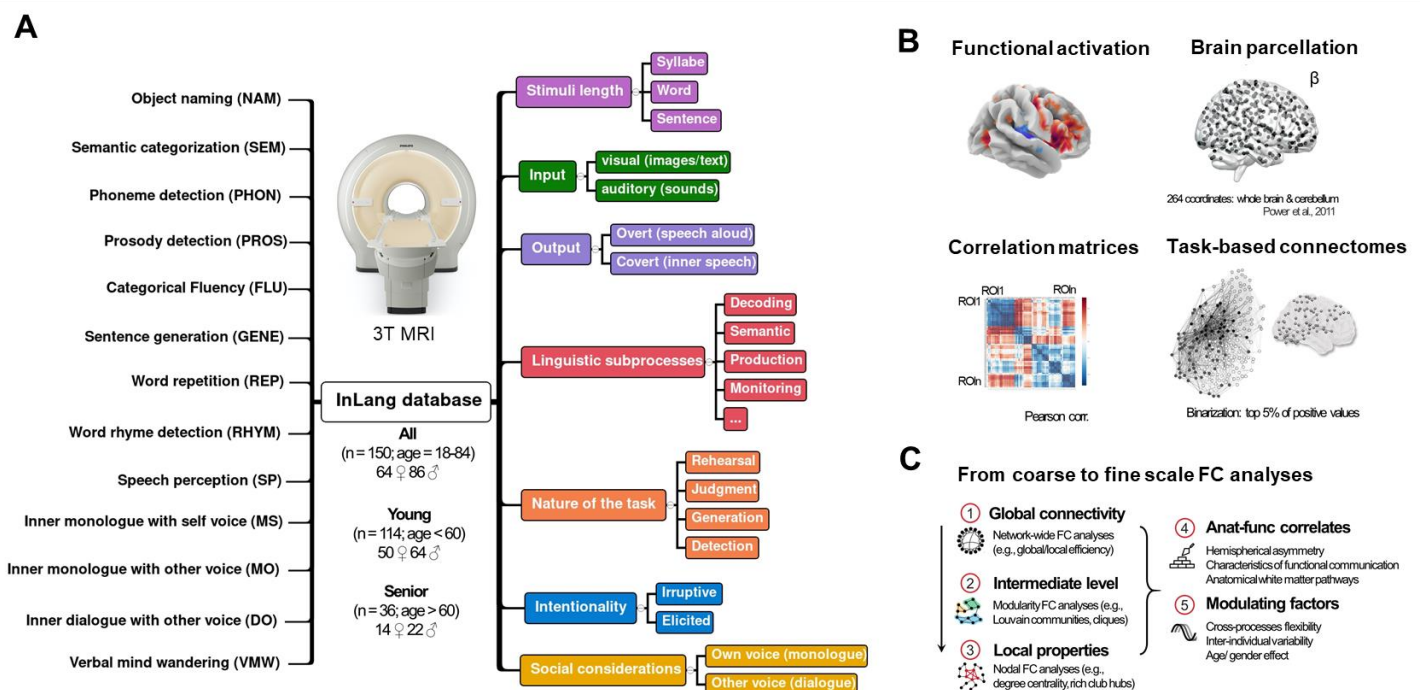 A
Object naming (NAM)
Semantic categorization (SEM)
Phoneme detection (PHON)
Prosody detection (PROS)
Categorical Fluency (FLU)
Sentence generation (GENE)
Word repetition (REP)
Word rhyme detection (RHYM)
Speech perception (SP)
Inner monologue with self voice (MS)
Inner monologue with other voice (MO)
Inner dialogue with other voice (DO)
Verbal mind wandering (VMW)
PHILIPS
3T MRI
InLang database
All
(n = 150; age = 18-84)
64 ♀ 86 ♂
Young
(n = 114; age < 60)
50 ♀ 64 ♂
Senior
(n = 36; age > 60)
14 ♀ 22 ♂
Stimuli length
Syllabe
Word
Sentence
Input
visual (images/text)
auditory (sounds)
Output
Overt (speech aloud)
Covert (inner speech)
Linguistic subprocesses
Decoding
Semantic
Production
Monitoring
...
Nature of the task
Rehearsal
Judgment
Generation
Detection
Intentionality
Irruptive
Elicited
Social considerations
Own voice (monologue)
Other voice (dialogue)
B
Functional activation
Brain parcellation
β
264 coordinates: whole brain & cerebellum
Power et al., 2011
Correlation matrices
ROI1 ROIn
ROI1
ROIn
Pearson corr.
Task-based connectomes
Binarization: top 5% of positive values
C
From coarse to fine scale FC analyses
1 Global connectivity
Network-wide FC analyses
(e.g., global/local efficiency)
2 Intermediate level
Modularity FC analyses (e.g.,
Louvain communities, cliques)
3 Local properties
Nodal FC analyses (e.g.,
degree centrality, rich club hubs)
4 Anat-func correlates
Hemispherical asymmetry
Characteristics of functional communication
Anatomical white matter pathways
5 Modulating factors
Cross-processes flexibility
Inter-individual variability
Age/ gender effect